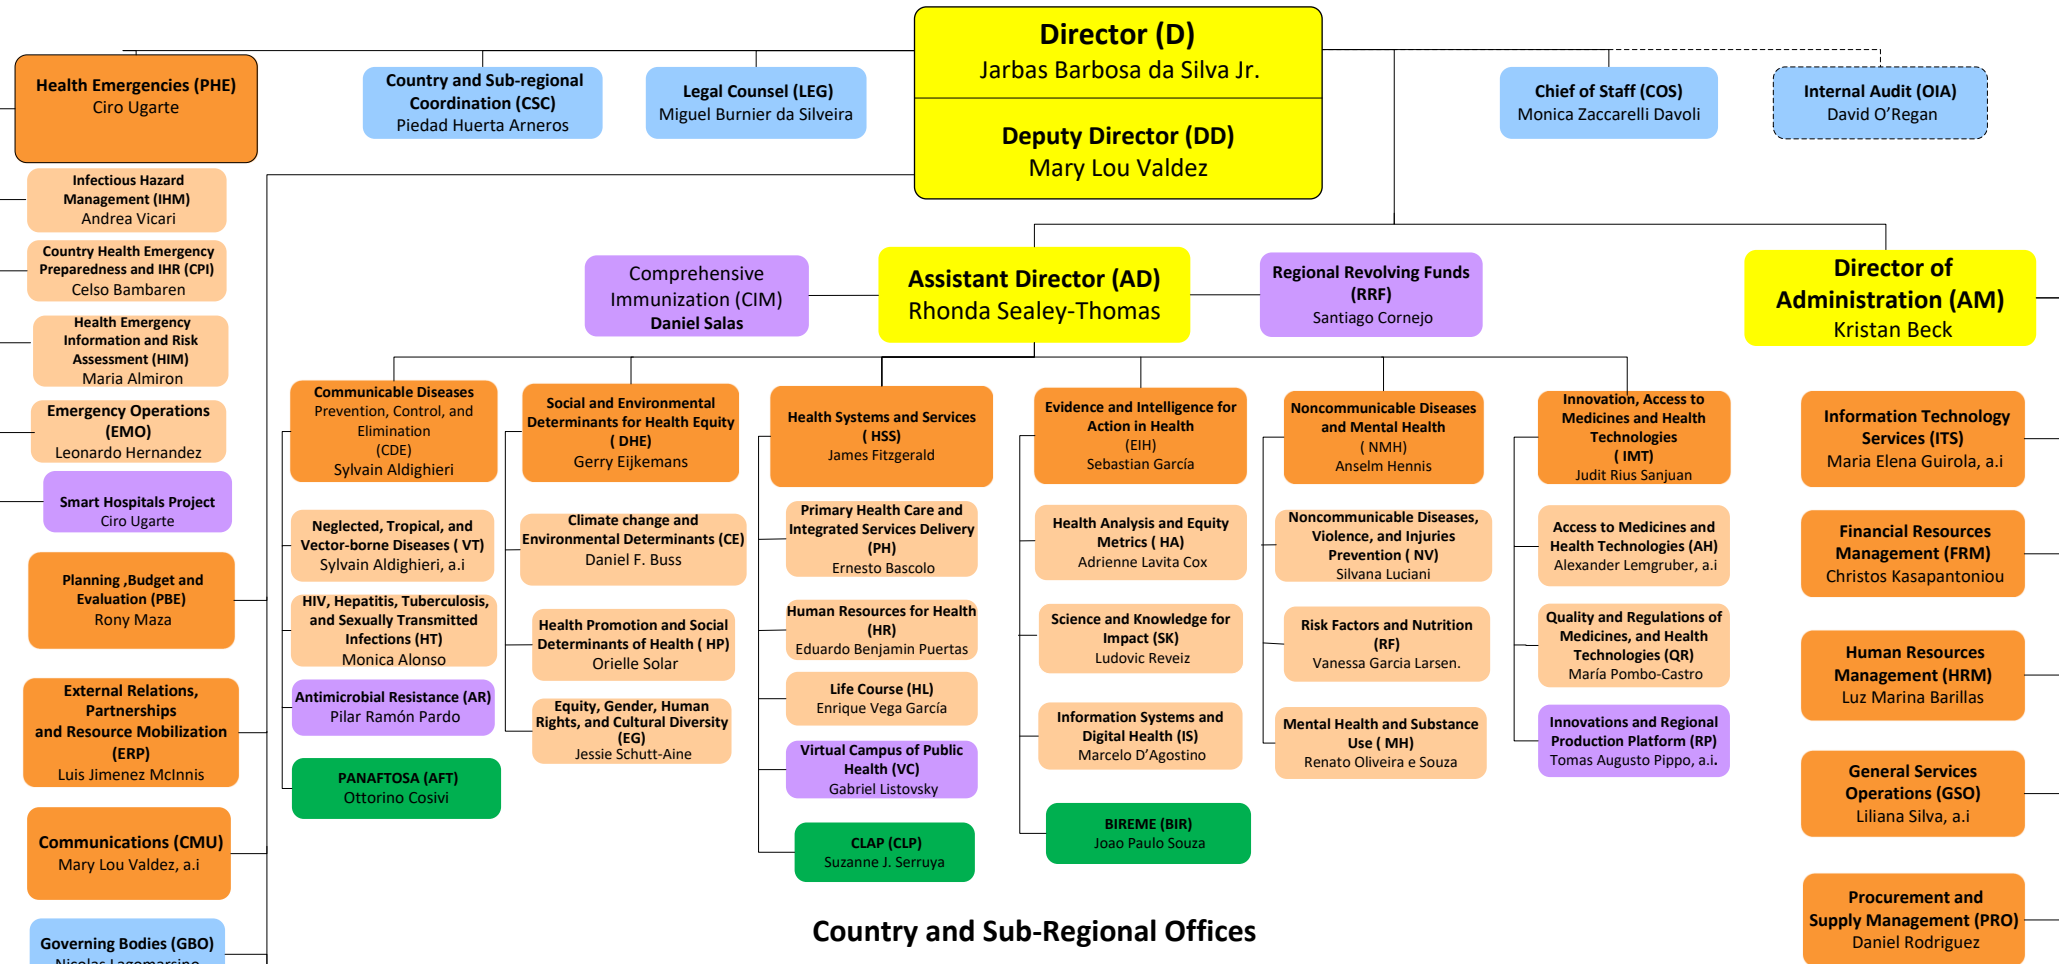 Director (D)
Jarbas Barbosa da Silva Jr.
Deputy Director (DD)
Mary Lou Valdez
Health Emergencies (PHE)
Ciro Ugarte
Country and Sub-regional
Coordination (CSC)
Piedad Huerta Arneros
Legal Counsel (LEG)
Miguel Burnier da Silveira
Chief of Staff (COS)
Monica Zaccarelli Davoli
Internal Audit (OIA)
David O’Regan
Infectious Hazard
Management (IHM)
Andrea Vicari
Country Health Emergency
Preparedness and IHR (CPI)
Celso Bambaren
Health Emergency
Information and Risk
Assessment (HIM)
Maria Almiron
Emergency Operations
(EMO)
Leonardo Hernandez
Smart Hospitals Project
Ciro Ugarte
Planning ,Budget and
Evaluation (PBE)
Rony Maza
External Relations,
Partnerships
and Resource Mobilization
(ERP)
Luis Jimenez McInnis
Communications (CMU)
Mary Lou Valdez, a.i
Governing Bodies (GBO)
Nicolas Lagomarsino
Comprehensive
Immunization (CIM)
Daniel Salas
Assistant Director (AD)
Rhonda Sealey-Thomas
Regional Revolving Funds
(RRF)
Santiago Cornejo
Director of
Administration (AM)
Kristan Beck
Communicable Diseases
Prevention, Control, and
Elimination
(CDE)
Sylvain Aldighieri
Neglected, Tropical, and
Vector-borne Diseases ( VT)
Sylvain Aldighieri, a.i
HIV, Hepatitis, Tuberculosis,
and Sexually Transmitted
Infections (HT)
Monica Alonso
Antimicrobial Resistance (AR)
Pilar Ramón Pardo
PANAFTOSA (AFT)
Ottorino Cosivi
Social and Environmental
Determinants for Health Equity
( DHE)
Gerry Eijkemans
Climate change and
Environmental Determinants (CE)
Daniel F. Buss
Health Promotion and Social
Determinants of Health ( HP)
Orielle Solar
Equity, Gender, Human
Rights, and Cultural Diversity
(EG)
Jessie Schutt-Aine
Health Systems and Services
( HSS)
James Fitzgerald
Primary Health Care and
Integrated Services Delivery
(PH)
Ernesto Bascolo
Human Resources for Health
(HR)
Eduardo Benjamin Puertas
Life Course (HL)
Enrique Vega García
Virtual Campus of Public
Health (VC)
Gabriel Listovsky
CLAP (CLP)
Suzanne J. Serruya
Evidence and Intelligence for
Action in Health
(EIH)
Sebastian García
Health Analysis and Equity
Metrics ( HA)
Adrienne Lavita Cox
Science and Knowledge for
Impact (SK)
Ludovic Reveiz
Information Systems and
Digital Health (IS)
Marcelo D’Agostino
BIREME (BIR)
Joao Paulo Souza
Noncommunicable Diseases
and Mental Health
( NMH)
Anselm Hennis
Noncommunicable Diseases,
Violence, and Injuries
Prevention ( NV)
Silvana Luciani
Risk Factors and Nutrition
(RF)
Vanessa Garcia Larsen.
Mental Health and Substance
Use ( MH)
Renato Oliveira e Souza
Innovation, Access to
Medicines and Health
Technologies
( IMT)
Judit Rius Sanjuan
Access to Medicines and
Health Technologies (AH)
Alexander Lemgruber, a.i
Quality and Regulations of
Medicines, and Health
Technologies (QR)
María Pombo-Castro
Innovations and Regional
Production Platform (RP)
Tomas Augusto Pippo, a.i.
Information Technology
Services (ITS)
Maria Elena Guirola, a.i
Financial Resources
Management (FRM)
Christos Kasapantoniou
Human Resources
Management (HRM)
Luz Marina Barillas
General Services
Operations (GSO)
Liliana Silva, a.i
Procurement and
Supply Management (PRO)
Daniel Rodriguez
Country and Sub-Regional Offices